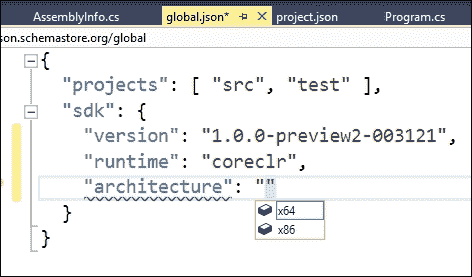 AssemblyInfo.cs global.json* project.json Program.cs
son.schemastore.org/global
{
"projects": [ "src", "test" ],
"sdk": {
"version": "1.0.0-preview2-003121",
"runtime": "coreclr",
"architecture": ""
x64
}
x86
}